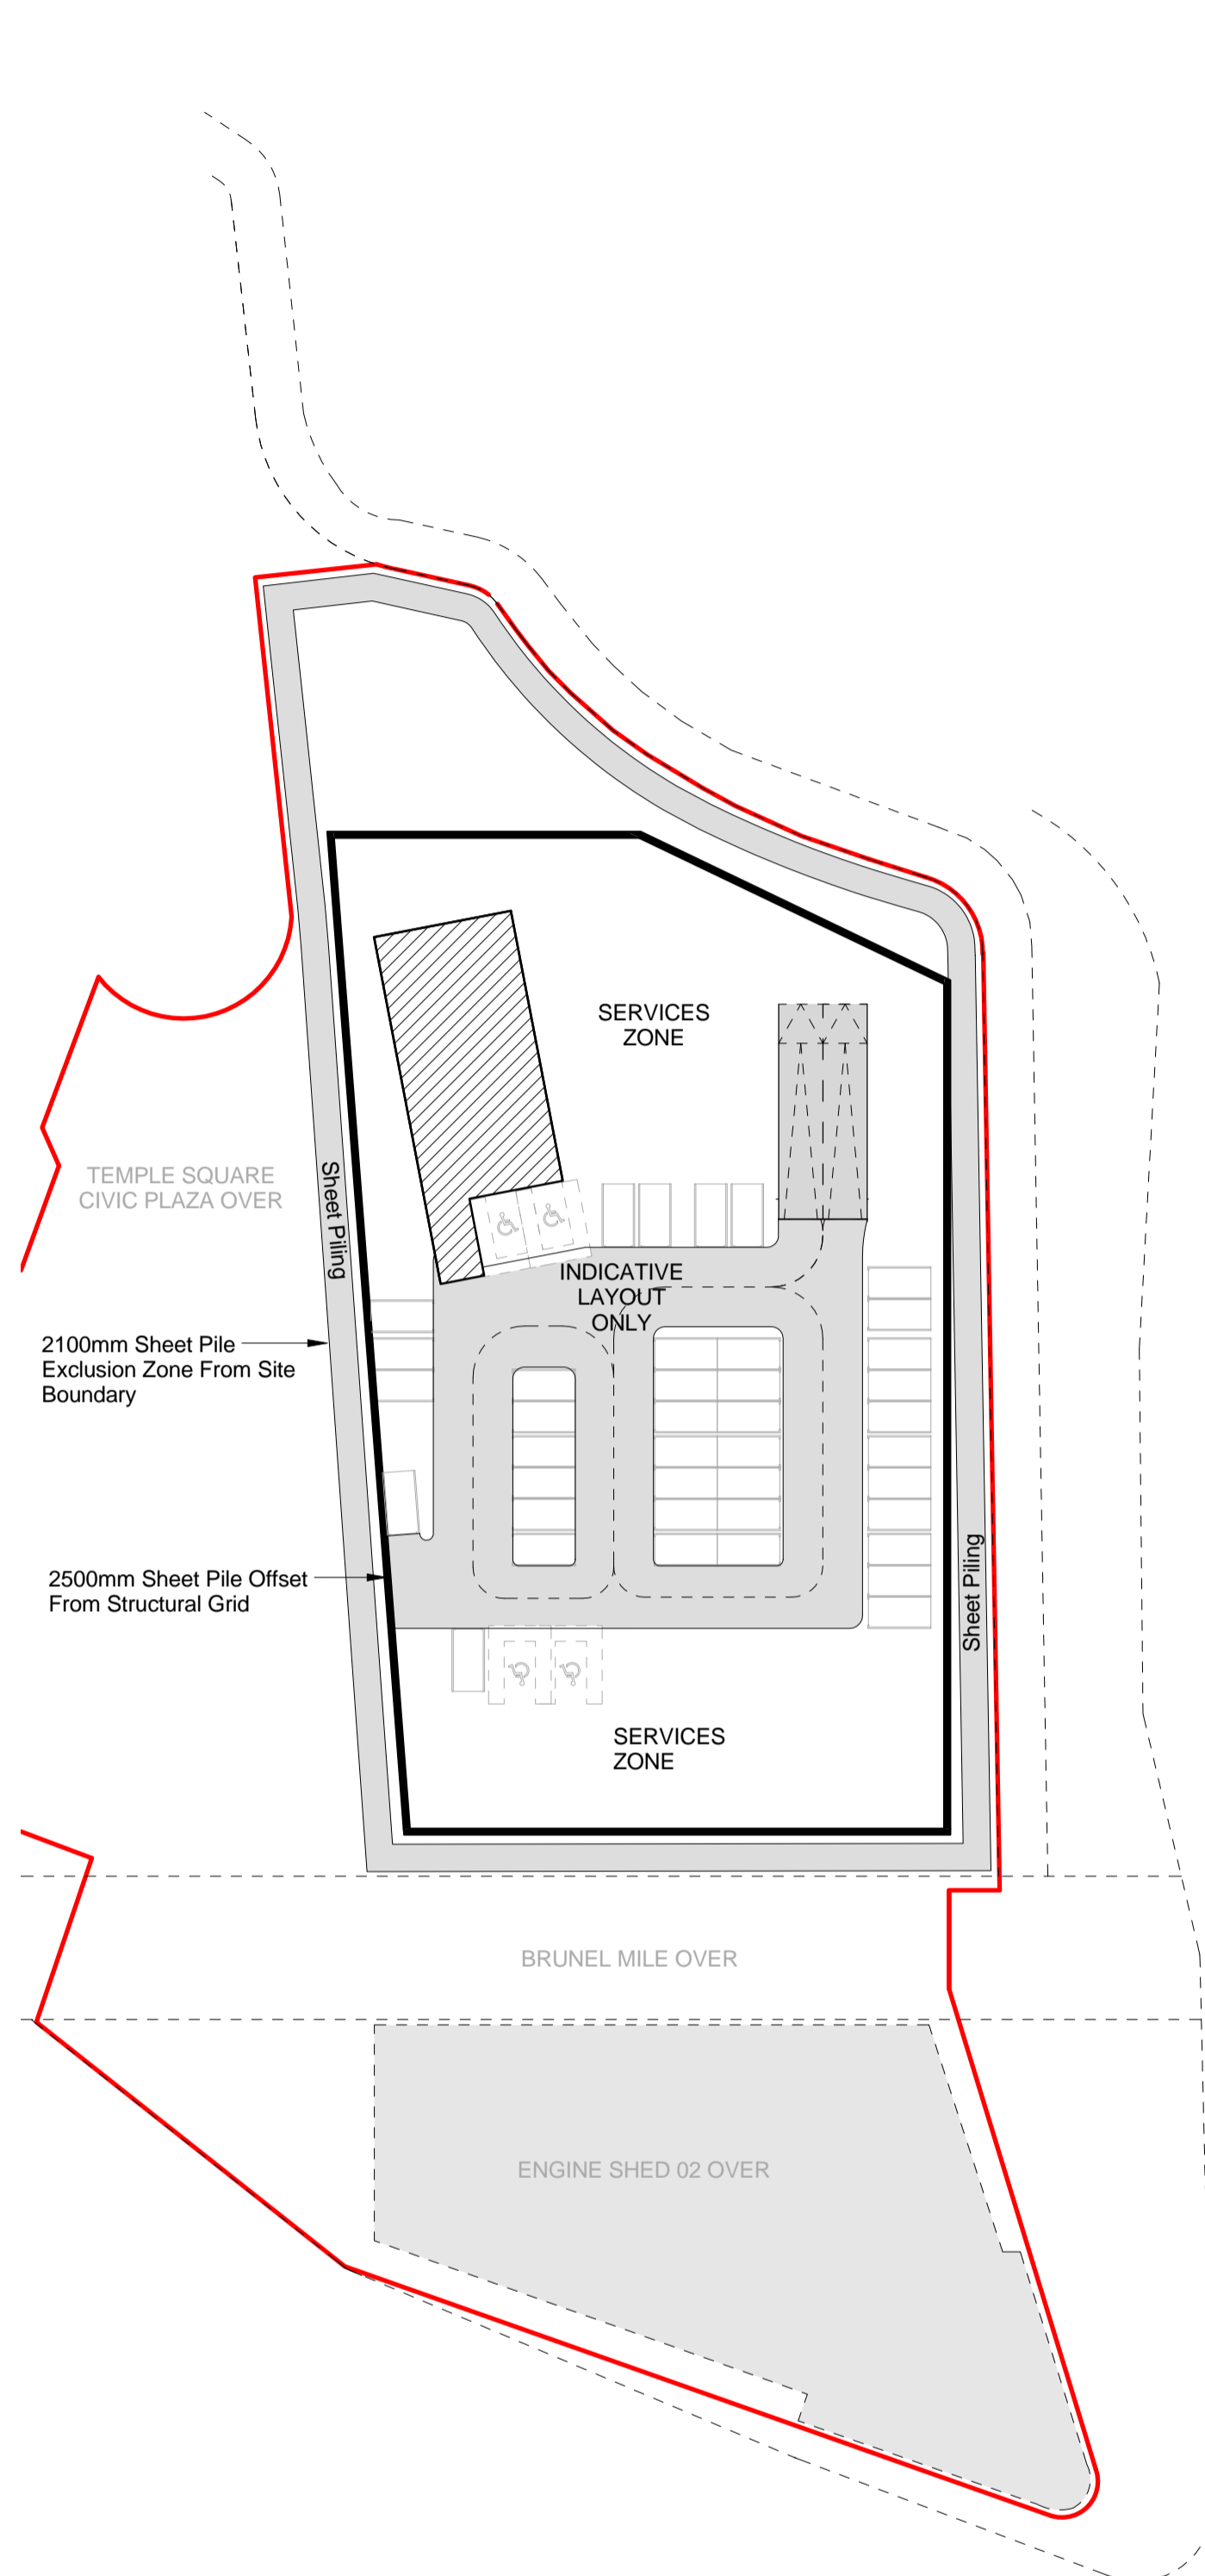 SERVICES
ZONE
TEMPLE SQUARE
CIVIC PLAZA OVER
Sheet Piling
INDICATIVE
LAYOUT
ONLY
2100mm Sheet Pile
Exclusion Zone From Site
Boundary
2500mm Sheet Pile Offset
From Structural Grid
Sheet Piling
SERVICES
ZONE
BRUNEL MILE OVER
ENGINE SHED 02 OVER